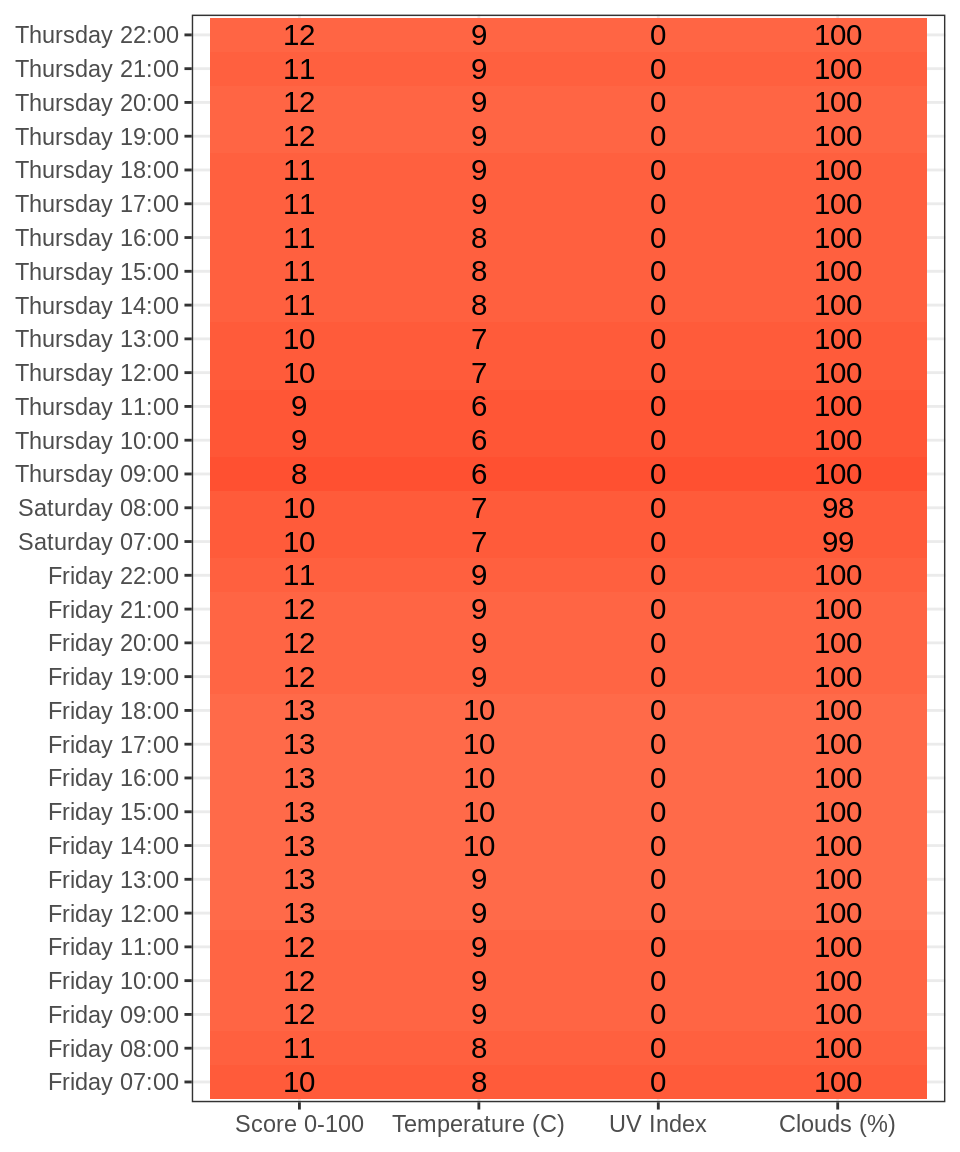 Thursday 22:00 12 9 0 100
Thursday 21:00 11 9 0 100
Thursday 20:00 12 9 0 100
Thursday 19:00 12 9 0 100
Thursday 18:00 11 9 0 100
Thursday 17:00 11 9 0 100
Thursday 16:00 11 8 0 100
Thursday 15:00 11 8 0 100
Thursday 14:00 11 8 0 100
Thursday 13:00 10 7 0 100
Thursday 12:00 10 7 0 100
Thursday 11:00 9 6 0 100
Thursday 10:00 9 6 0 100
Thursday 09:00 8 6 0 100
Saturday 08:00 10 7 0 98
Saturday 07:00 10 7 0 99
Friday 22:00 11 9 0 100
Friday 21:00 12 9 0 100
Friday 20:00 12 9 0 100
Friday 19:00 12 9 0 100
Friday 18:00 13 10 0 100
Friday 17:00 13 10 0 100
Friday 16:00 13 10 0 100
Friday 15:00 13 10 0 100
Friday 14:00 13 10 0 100
Friday 13:00 13 9 0 100
Friday 12:00 13 9 0 100
Friday 11:00 12 9 0 100
Friday 10:00 12 9 0 100
Friday 09:00 12 9 0 100
Friday 08:00 11 8 0 100
Friday 07:00 10 8 0 100
Score 0-100 Temperature (C) UV Index Clouds (%)